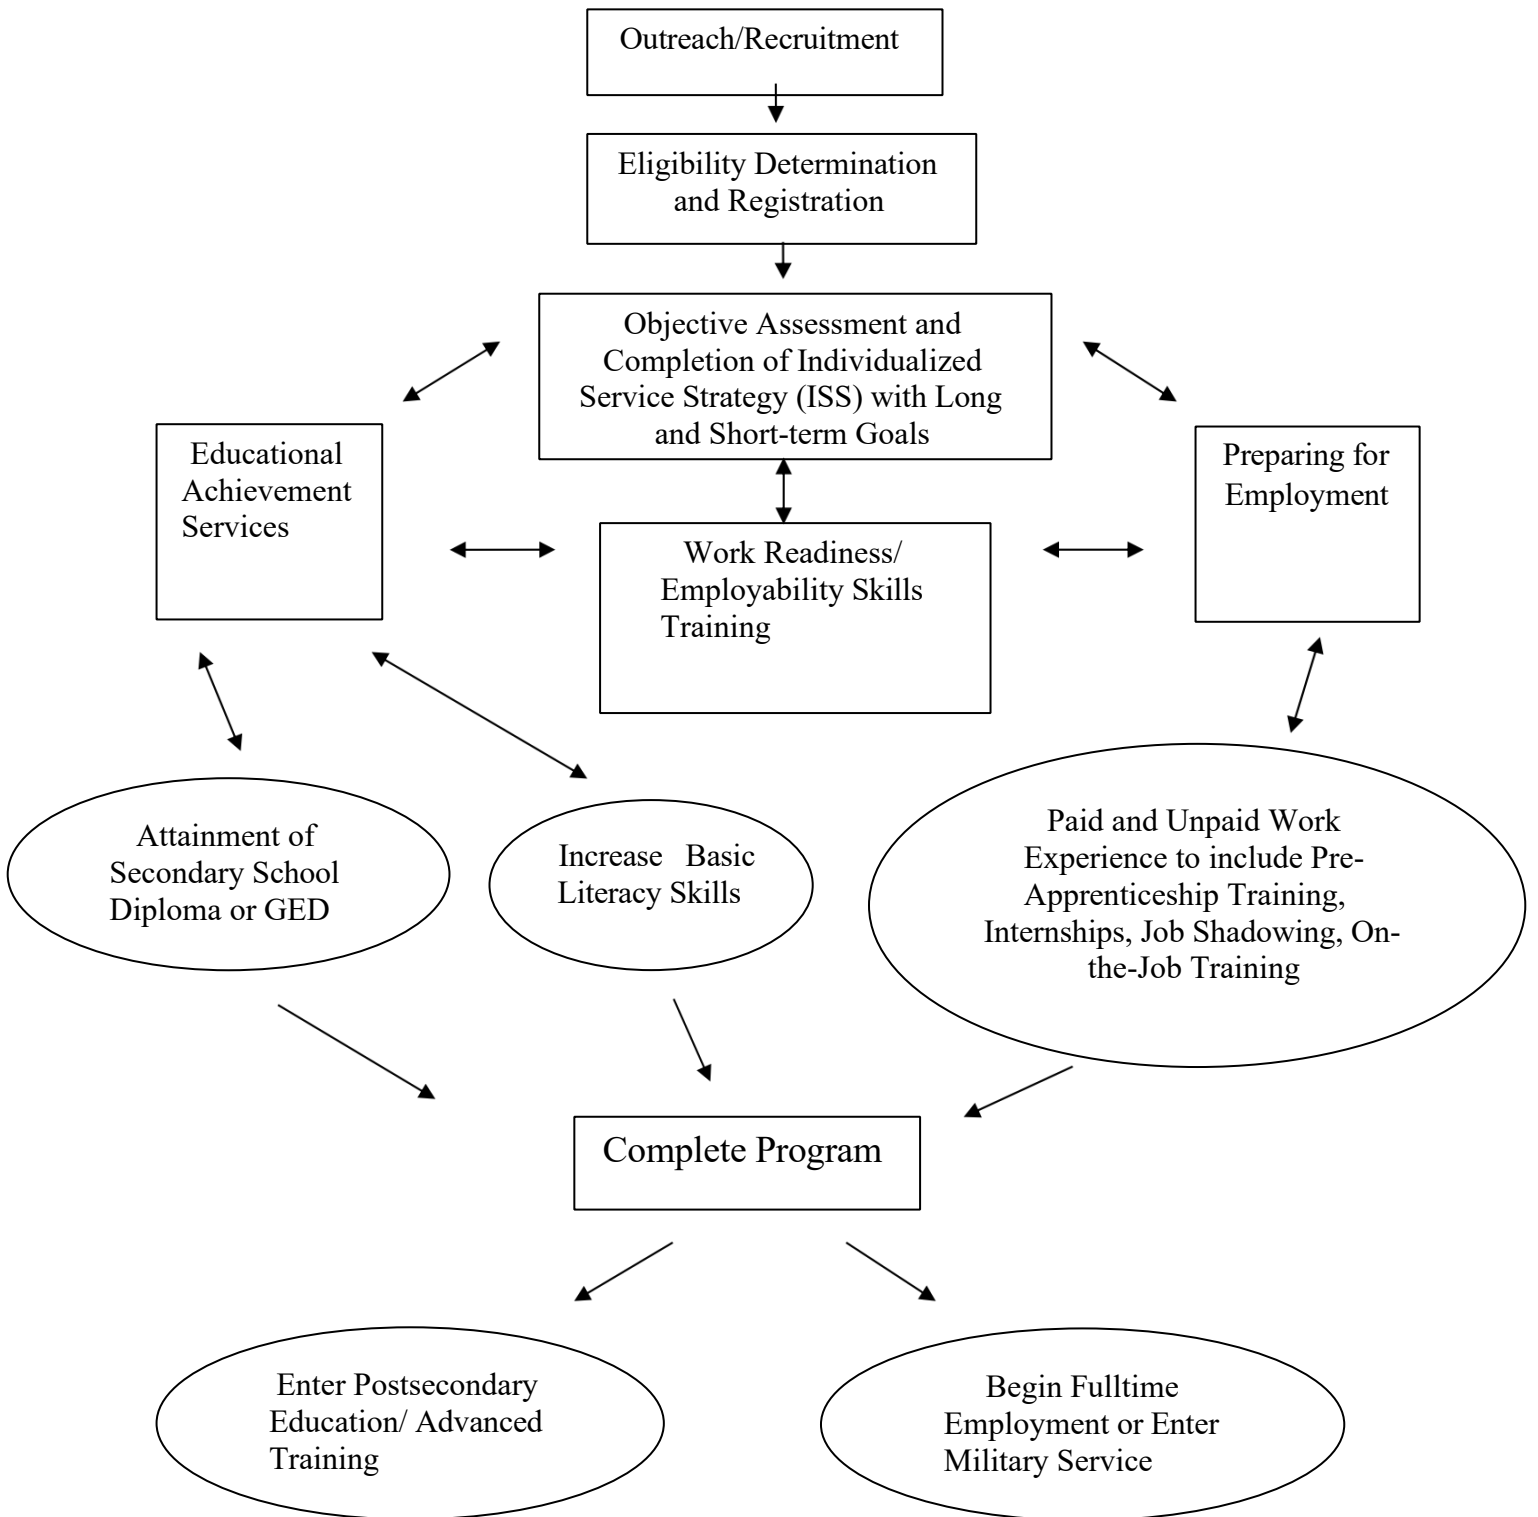 Outreach/Recruitment
Eligibility Determination
and Registration
Objective Assessment and
Completion of Individualized
Service Strategy (ISS) with Long
and Short-term Goals
Educational
Achievement
Services
Preparing for
Employment
Work Readiness/
Employability Skills
Training
Attainment of
Secondary School
Diploma or GED
Increase Basic
Literacy Skills
Paid and Unpaid Work
Experience to include Pre-
Apprenticeship Training,
Internships, Job Shadowing, On-
the-Job Training
Complete Program
Enter Postsecondary
Education/ Advanced
Training
Begin Fulltime
Employment or Enter
Military Service